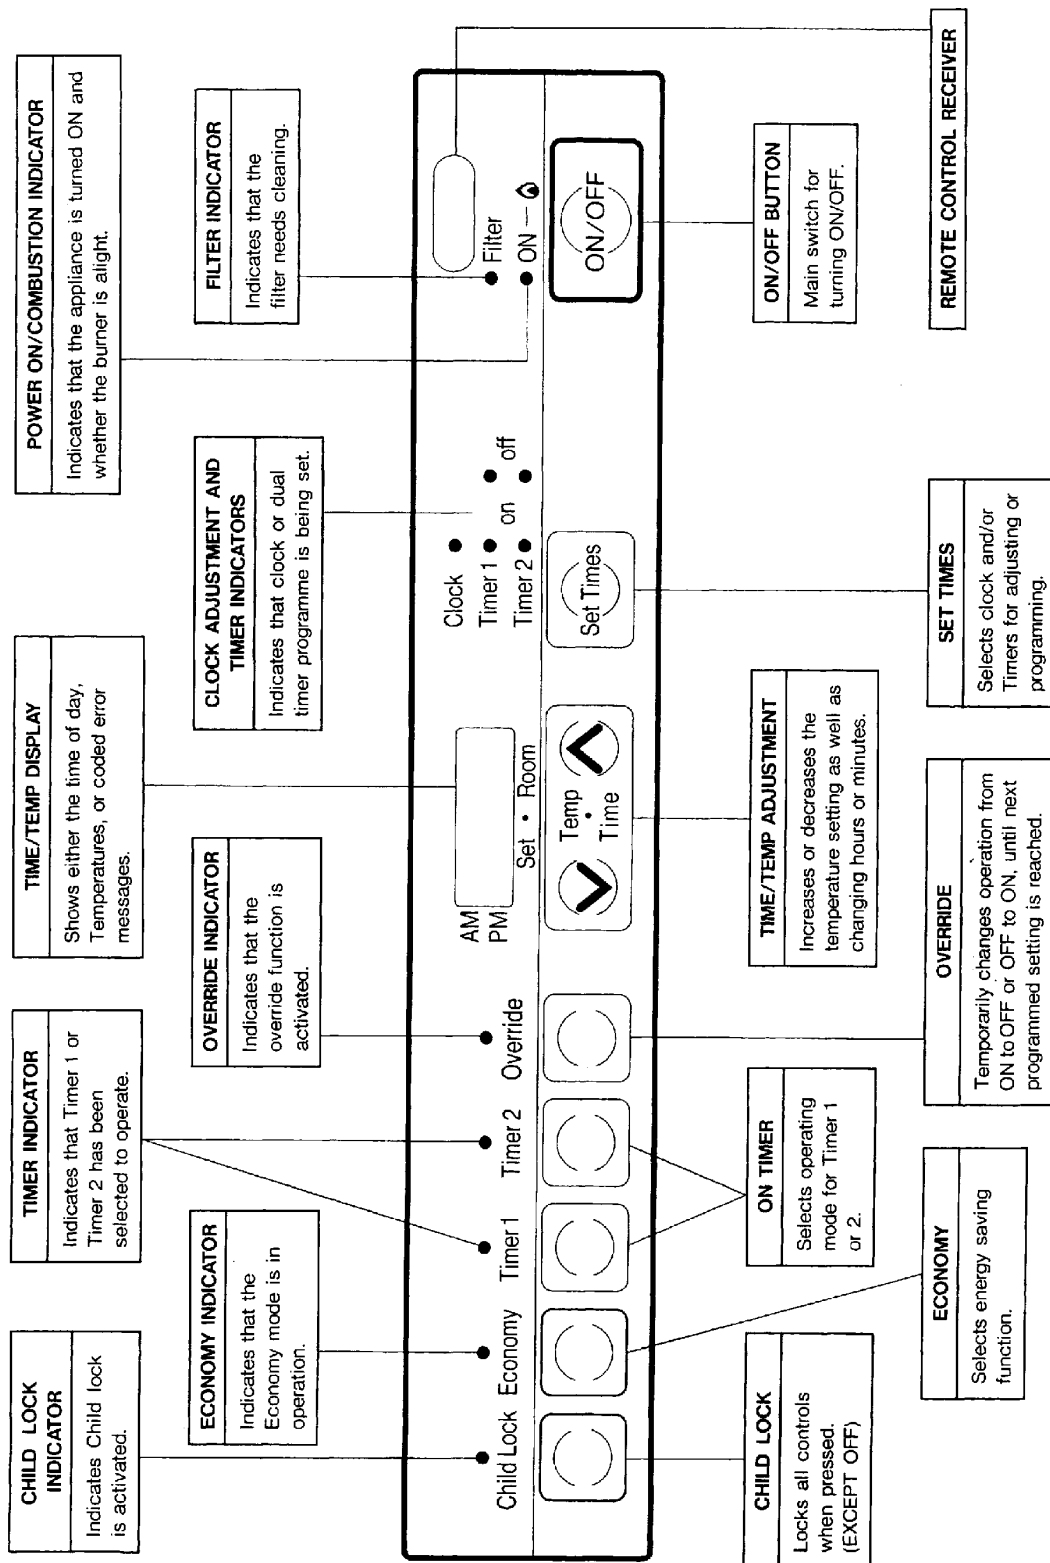 CHILD LOCK
INDICATOR
Indicates Child lock
is activated.
TIMER INDICATOR
Indicates that Timer 1 or
Timer 2 has been
selected to operate.
TIME/TEMP DISPLAY
Shows either the time of day,
Temperatures, or coded error
messages.
POWER ON/COMBUSTION INDICATOR
Indicates that the appliance is turned ON and
whether the burner is alight.
ECONOMY INDICATOR
Indicates that the
Economy mode is in
operation.
OVERRIDE INDICATOR
Indicates that the
override function is
activated.
CLOCK ADJUSTMENT AND
TIMER INDICATORS
Indicates that clock or dual
timer programme is being set.
FILTER INDICATOR
Indicates that the
filter needs cleaning.
Child Lock
Economy
Timer 1
Timer 2
Override
AM
PM
Set • Room
Clock
Timer 1 on off
Timer 2
Filter
ON
Temp
•
Time
Set Times
ON/OFF
CHILD LOCK
Locks all controls
when pressed.
(EXCEPT OFF)
ON TIMER
Selects operating
mode for Timer 1
or 2.
TIME/TEMP ADJUSTMENT
Increases or decreases the
temperature setting as well as
changing hours or minutes.
ON/OFF BUTTON
Main switch for
turning ON/OFF.
ECONOMY
Selects energy saving
function.
OVERRIDE
Temporarily changes operation from
ON to OFF or OFF to ON, until next
programmed setting is reached.
SET TIMES
Selects clock and/or
Timers for adjusting or
programming.
REMOTE CONTROL RECEIVER